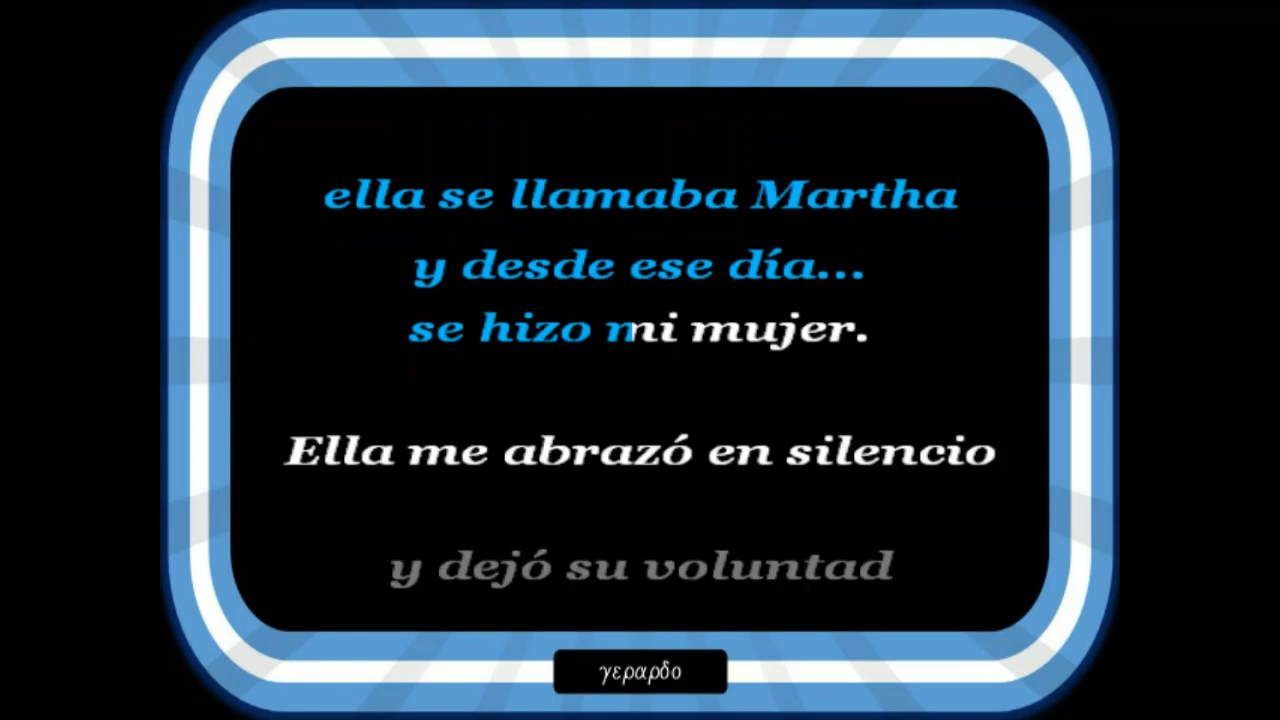 ella se llamaba Martha
y desde ese día...
se hizo mi mujer.
Ella me abrazó en silencio
y dejó su voluntad
γεραρδο